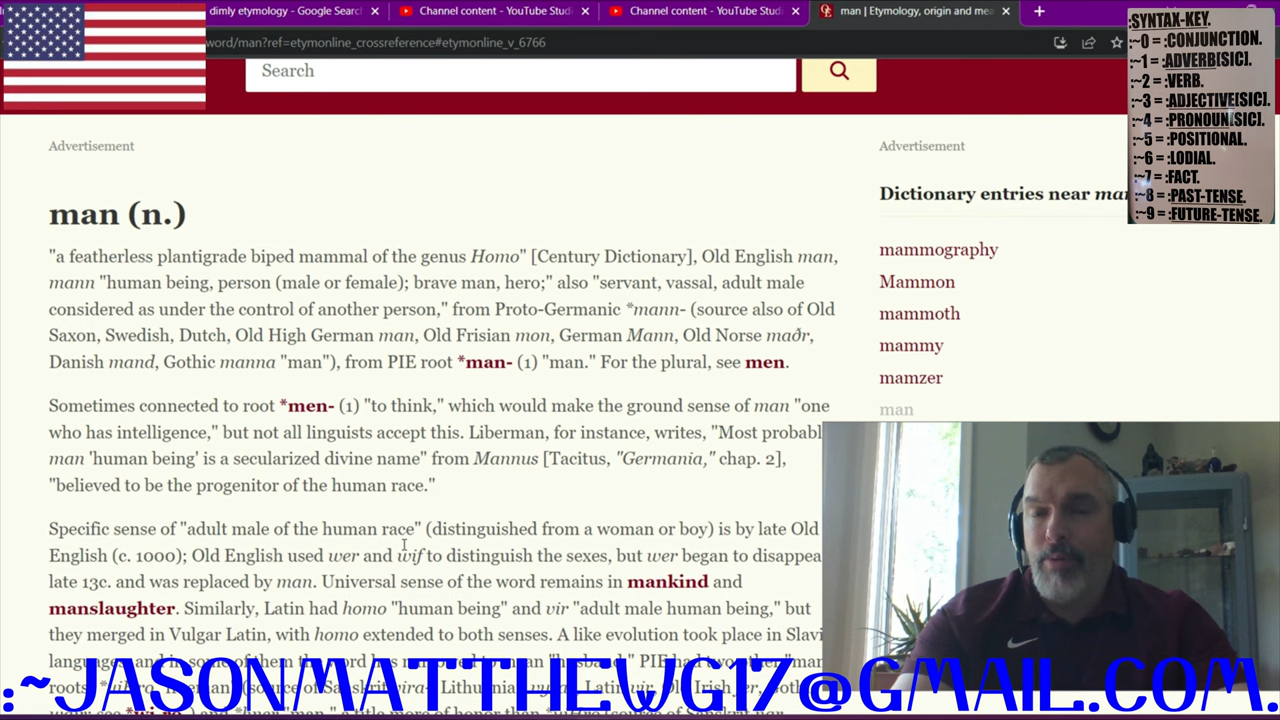 dimly etymology - Google Searc
Channel content - YouTube Stud
Channel content - YouTube Stud
man | Etymology, origin and me
word/man?ref=etymonline_crossreference#etymonline_v_6766
:SYNTAX-KEY.
:~0 = :CONJUNCTION.
:~1 = :ADVERB[SIC].
:~2 = :VERB.
:~3 = :ADJECTIVE[SIC].
:~4 = :PRONOUN[SIC].
:~5 = :POSITIONAL.
:~6 = :LODIAL.
:~7 = :FACT.
:~8 = :PAST-TENSE.
:~9 = :FUTURE-TENSE.
Search
Advertisement
man (n.)
"a featherless plantigrade biped mammal of the genus Homo" [Century Dictionary], Old English man,
mann "human being, person (male or female); brave man, hero;" also "servant, vassal, adult male
considered as under the control of another person," from Proto-Germanic *mann- (source also of Old
Saxon, Swedish, Dutch, Old High German man, Old Frisian mon, German Mann, Old Norse maðr,
Danish mand, Gothic manna "man"), from PIE root *man- (1) "man." For the plural, see men.
Sometimes connected to root *men- (1) "to think," which would make the ground sense of man "one
who has intelligence," but not all linguists accept this. Liberman, for instance, writes, "Most probabl
man 'human being' is a secularized divine name" from Mannus [Tacitus, "Germania," chap. 2],
"believed to be the progenitor of the human race."
Specific sense of "adult male of the human race" (distinguished from a woman or boy) is by late Old
English (c. 1000); Old English used wer and wif to distinguish the sexes, but wer began to disappea
late 13c. and was replaced by man. Universal sense of the word remains in mankind and
manslaughter. Similarly, Latin had homo "human being" and vir "adult male human being," but
they merged in Vulgar Latin, with homo extended to both senses. A like evolution took place in Slavi
Advertisement
Dictionary entries near man
mammography
Mammon
mammoth
mammy
mamzer
man
:~JASONMATTHEWG17@GMAIL.COM.